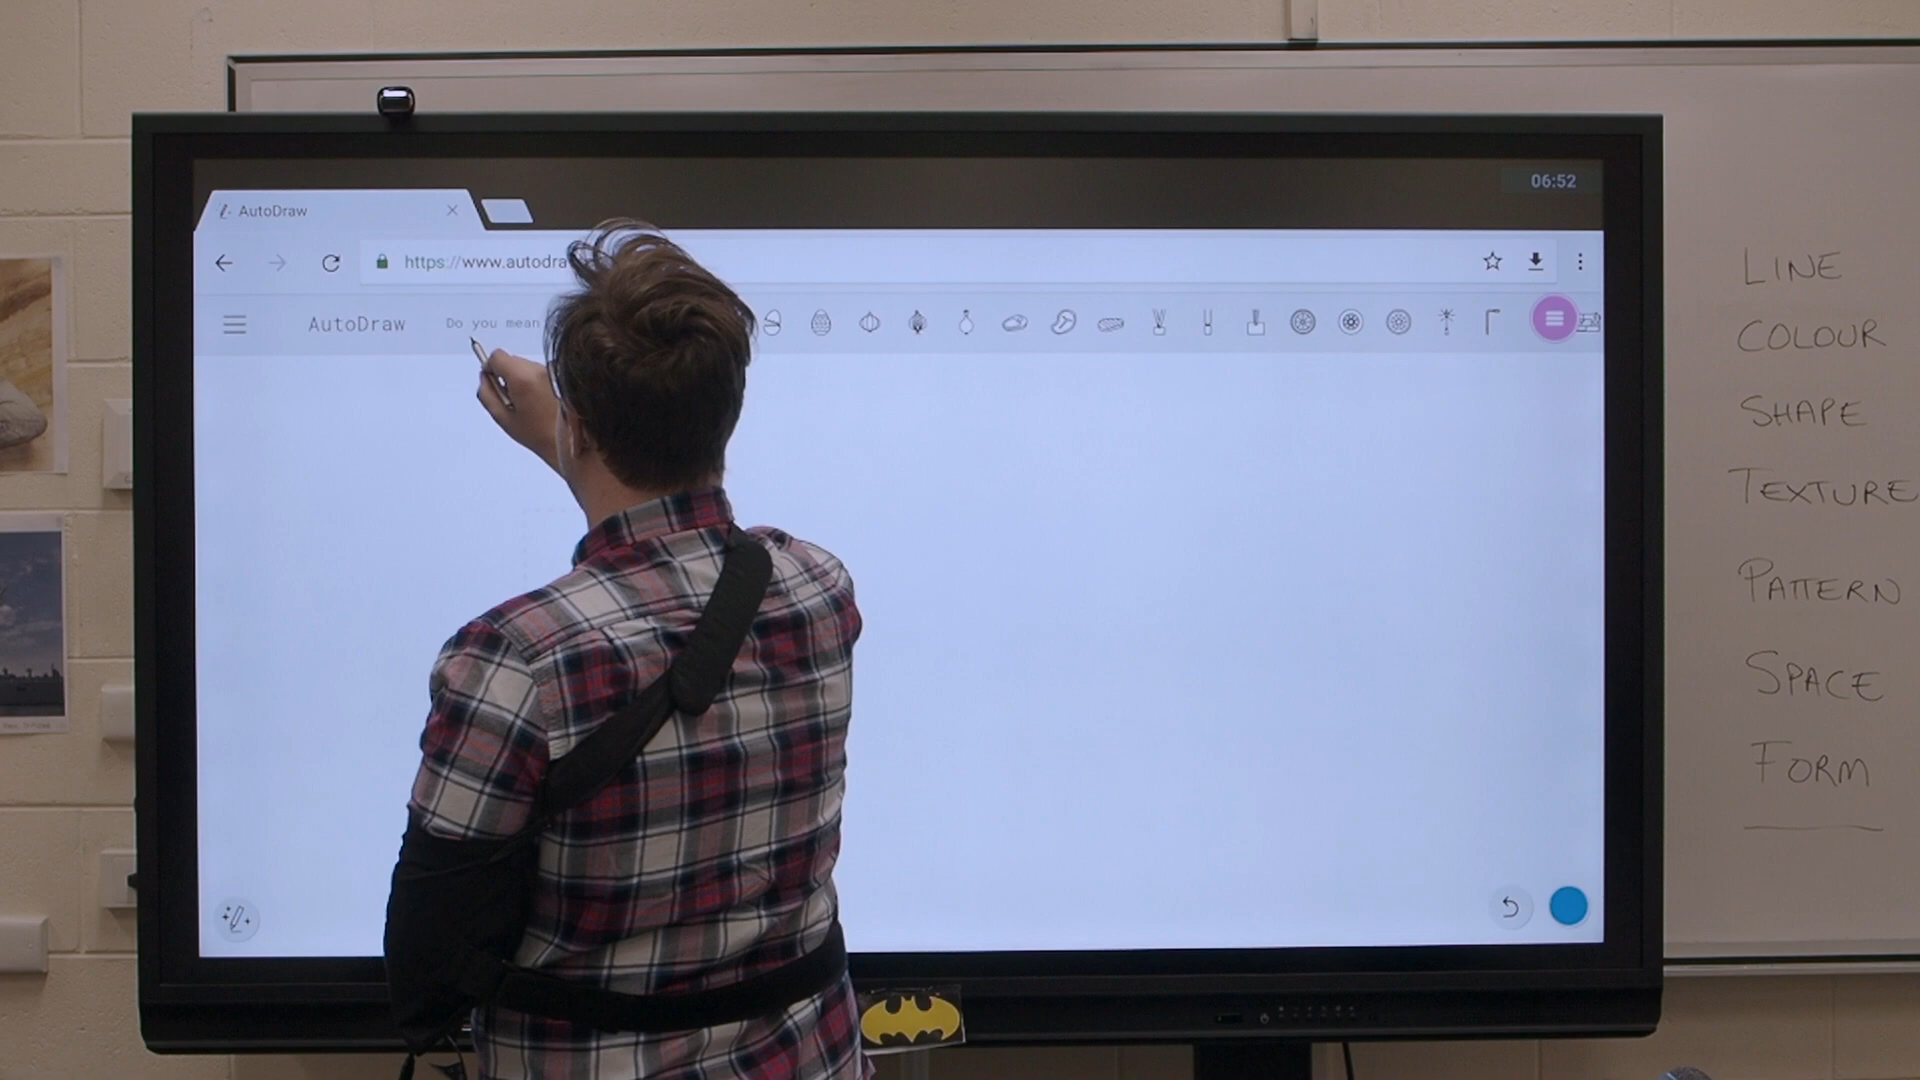 06:52
AutoDraw
https://www.autodra
AutoDraw
Do you mean
LINE
COLOUR
SHAPE
TEXTURE
PATTERN
SPACE
FORM